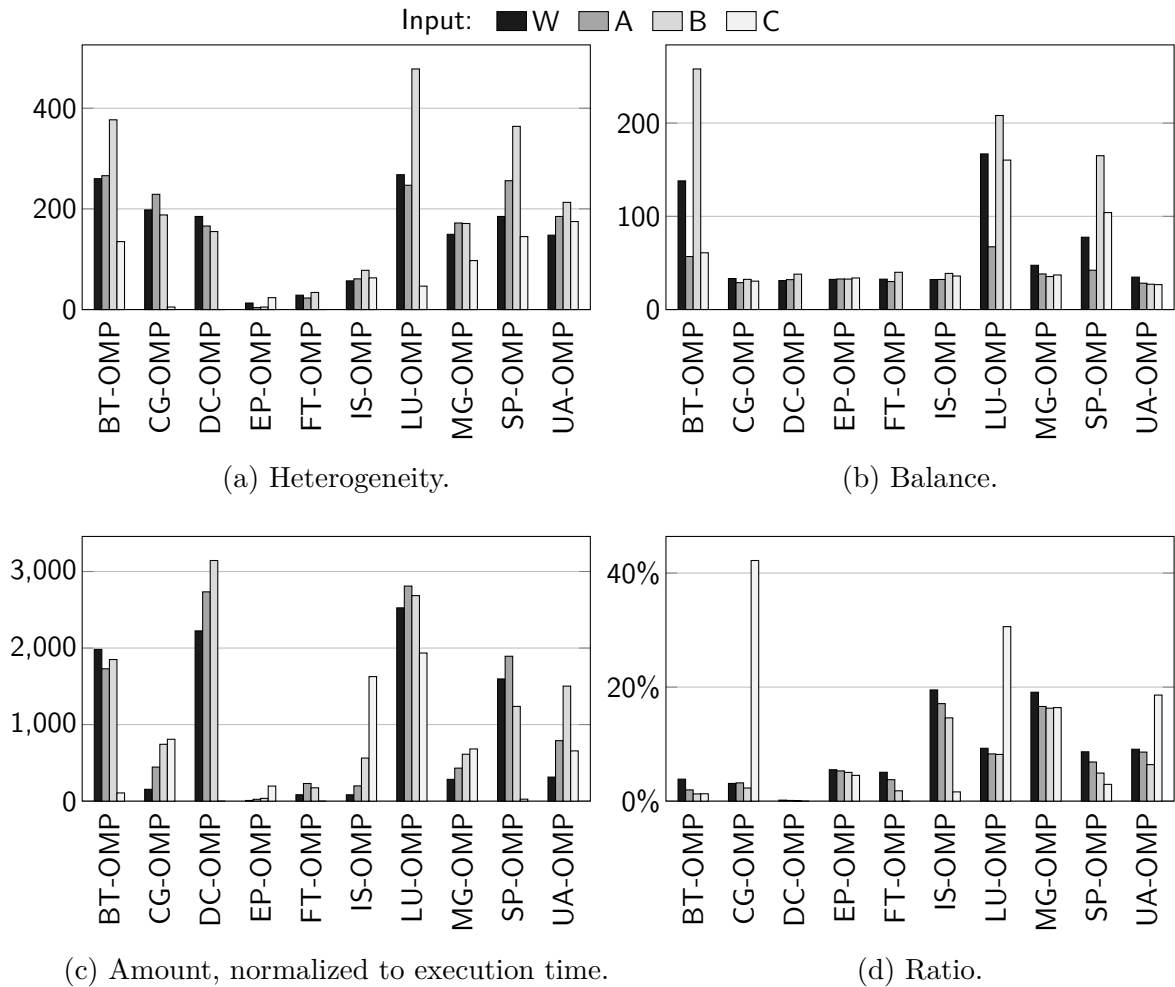 Input: W A B C
400
200
0
BT-OMP
CG-OMP
DC-OMP
EP-OMP
FT-OMP
IS-OMP
LU-OMP
MG-OMP
SP-OMP
UA-OMP
(a) Heterogeneity.
200
100
0
BT-OMP
CG-OMP
DC-OMP
EP-OMP
FT-OMP
IS-OMP
LU-OMP
MG-OMP
SP-OMP
UA-OMP
(b) Balance.
3,000
2,000
1,000
0
BT-OMP
CG-OMP
DC-OMP
EP-OMP
FT-OMP
IS-OMP
LU-OMP
MG-OMP
SP-OMP
UA-OMP
(c) Amount, normalized to execution time.
40%
20%
0%
BT-OMP
CG-OMP
DC-OMP
EP-OMP
FT-OMP
IS-OMP
LU-OMP
MG-OMP
SP-OMP
UA-OMP
(d) Ratio.